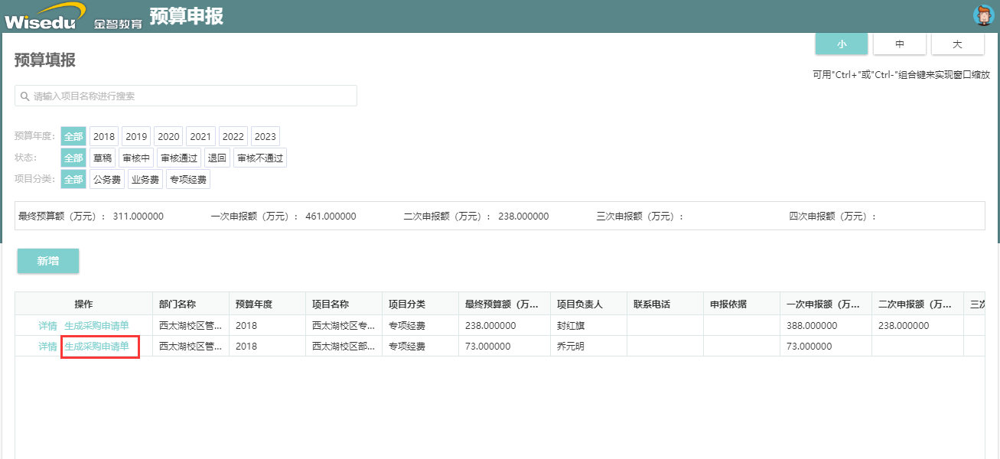 Wisedu 金智教育 预算申报
小 中 大
预算填报
可用"Ctrl+"或"Ctrl-"组合键来实现窗口缩放
请输入项目名称进行搜索
预算年度: 全部 2018 2019 2020 2021 2022 2023
状态: 全部 草稿 审核中 审核通过 退回 审核不通过
项目分类: 全部 公务费 业务费 专项经费
最终预算额（万元）: 311.000000 一次申报额（万元）: 461.000000 二次申报额（万元）: 238.000000 三次申报额（万元）: 四次申报额（万元）:
新增
操作 部门名称 预算年度 项目名称 项目分类 最终预算额（万... 项目负责人 联系电话 申报依据 一次申报额（万... 二次申报额（万... 三次
详情 生成采购申请单 西太湖校区管... 2018 西太湖校区专... 专项经费 238.000000 封红旗 388.000000 238.000000
详情 生成采购申请单 西太湖校区管... 2018 西太湖校区部... 专项经费 73.000000 乔元明 73.000000